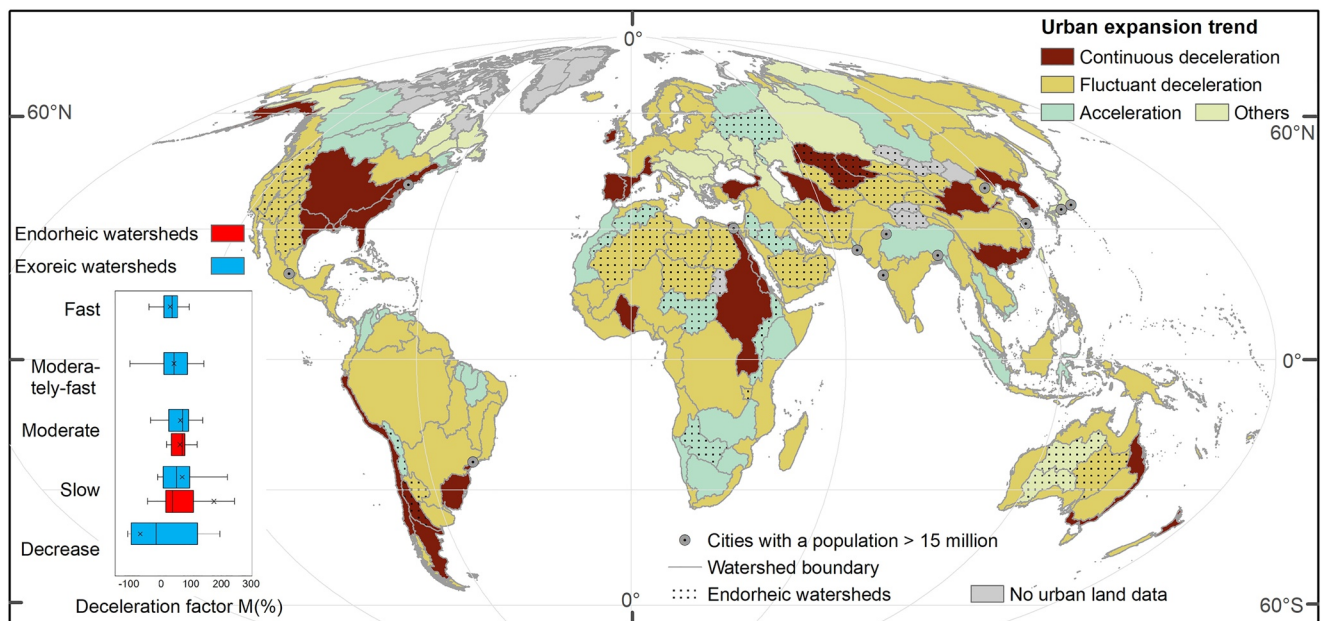 0°
Urban expansion trend
Continuous deceleration
Fluctuant deceleration
Acceleration
Others
60°N
60°N
Endorheic watersheds
Exoreic watersheds
Fast
Modera-
tely-fast
Moderate
Slow
Decrease
-100 0 100 200 300
Deceleration factor M(%)
0°
Cities with a population > 15 million
Watershed boundary
Endorheic watersheds
No urban land data
0°
60°S